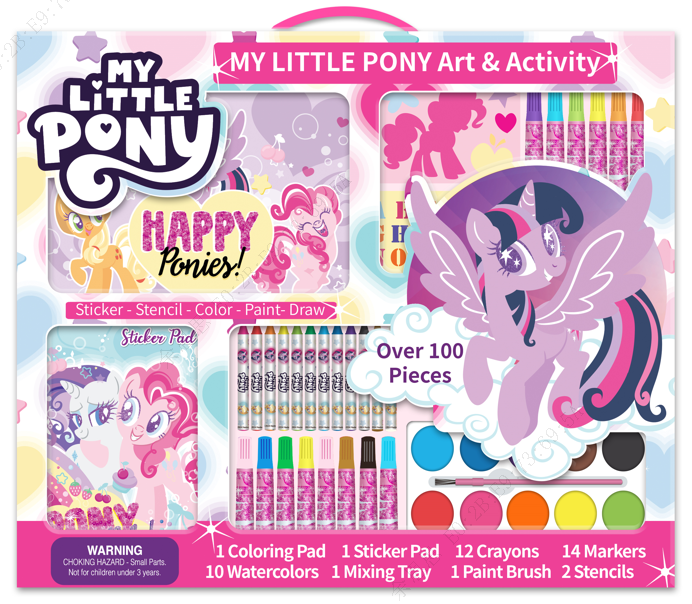 MY LITTLE PONY Art & Activity
MY
LITTLE
PONY
HAPPY
Ponies!
Sticker - Stencil - Color - Paint- Draw
Sticker Pad
Over 100
Pieces
PONY
WARNING
CHOKING HAZARD - Small Parts.
Not for children under 3 years.
1 Coloring Pad 1 Sticker Pad 12 Crayons 14 Markers
10 Watercolors 1 Mixing Tray 1 Paint Brush 2 Stencils